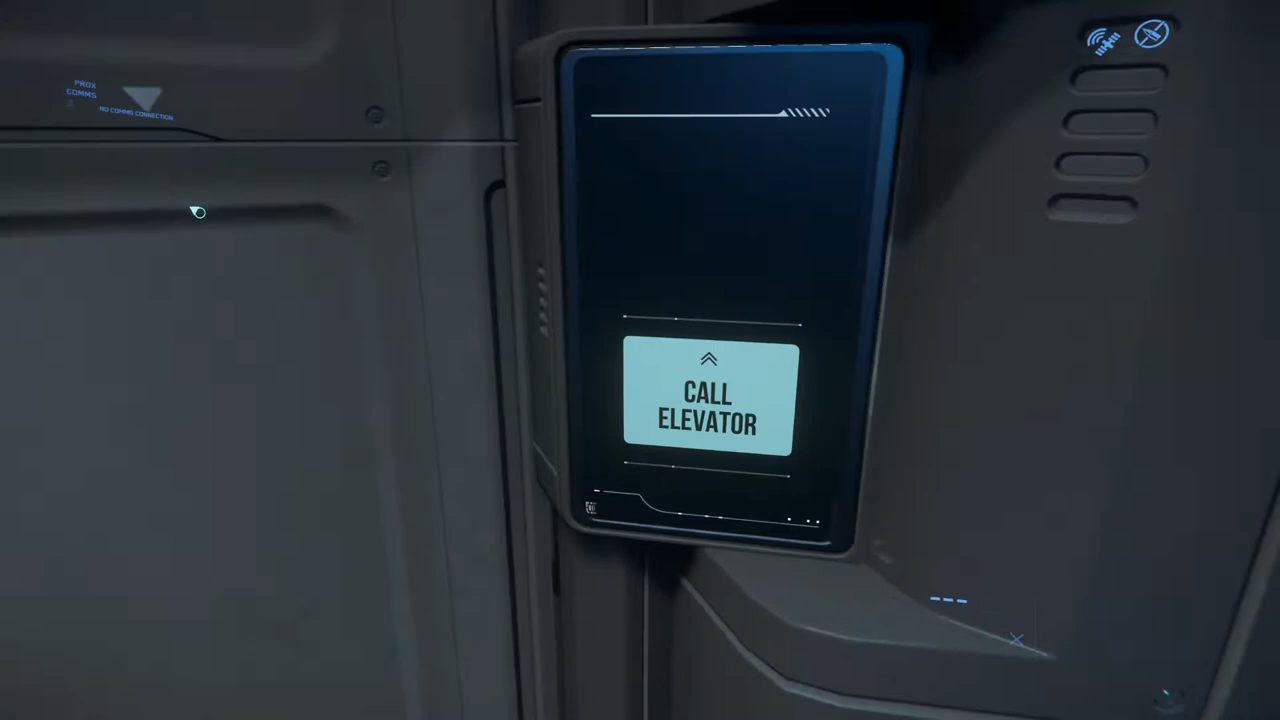 PROX
COMMS
NO COMMS CONNECTION
CALL
ELEVATOR